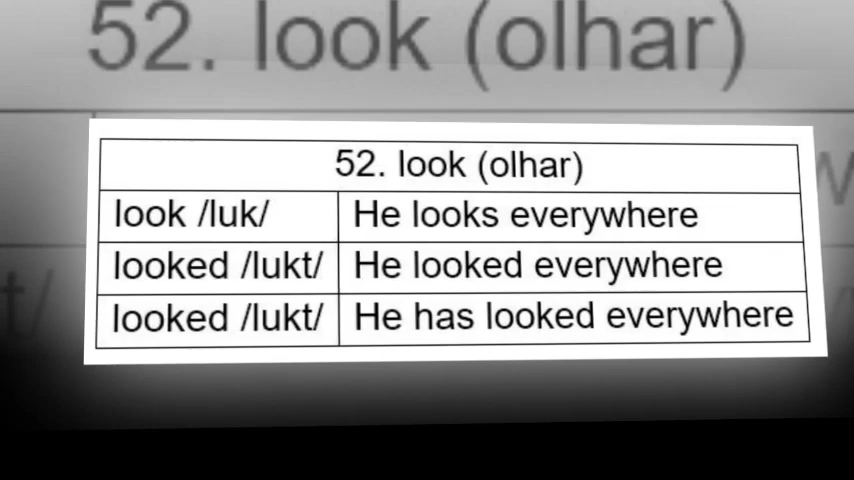 52. look (olhar)
52. look (olhar)
look /luk/ He looks everywhere
looked /lukt/ He looked everywhere
looked /lukt/ He has looked everywhere